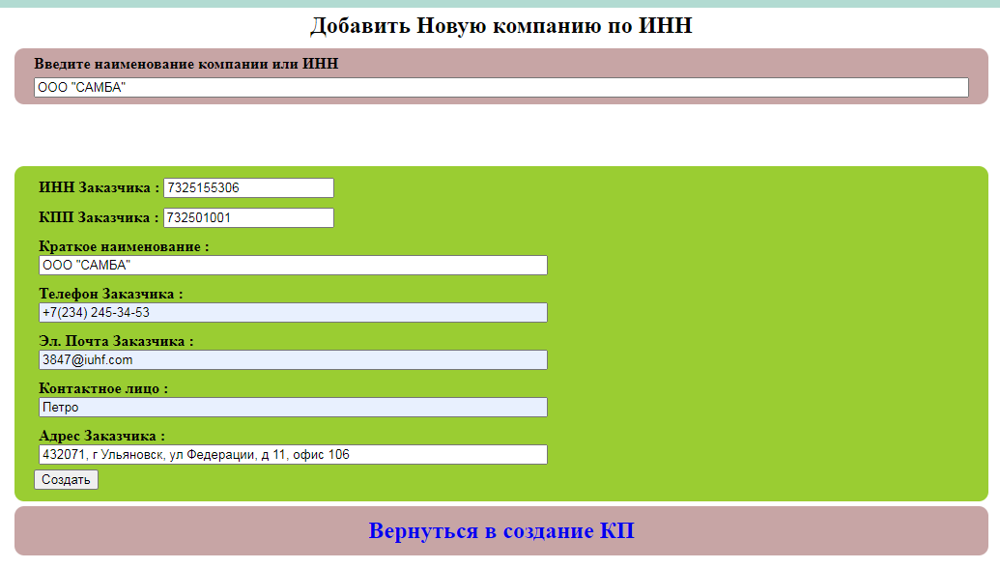 Добавить Новую компанию по ИНН
Введите наименование компании или ИНН
ООО "САМБА"
ИНН Заказчика : 7325155306
КПП Заказчика : 732501001
Краткое наименование :
ООО "САМБА"
Телефон Заказчика :
+7(234) 245-34-53
Эл. Почта Заказчика :
3847@iuhf.com
Контактное лицо :
Петро
Адрес Заказчика :
432071, г Ульяновск, ул Федерации, д 11, офис 106
Создать
Вернуться в создание КП